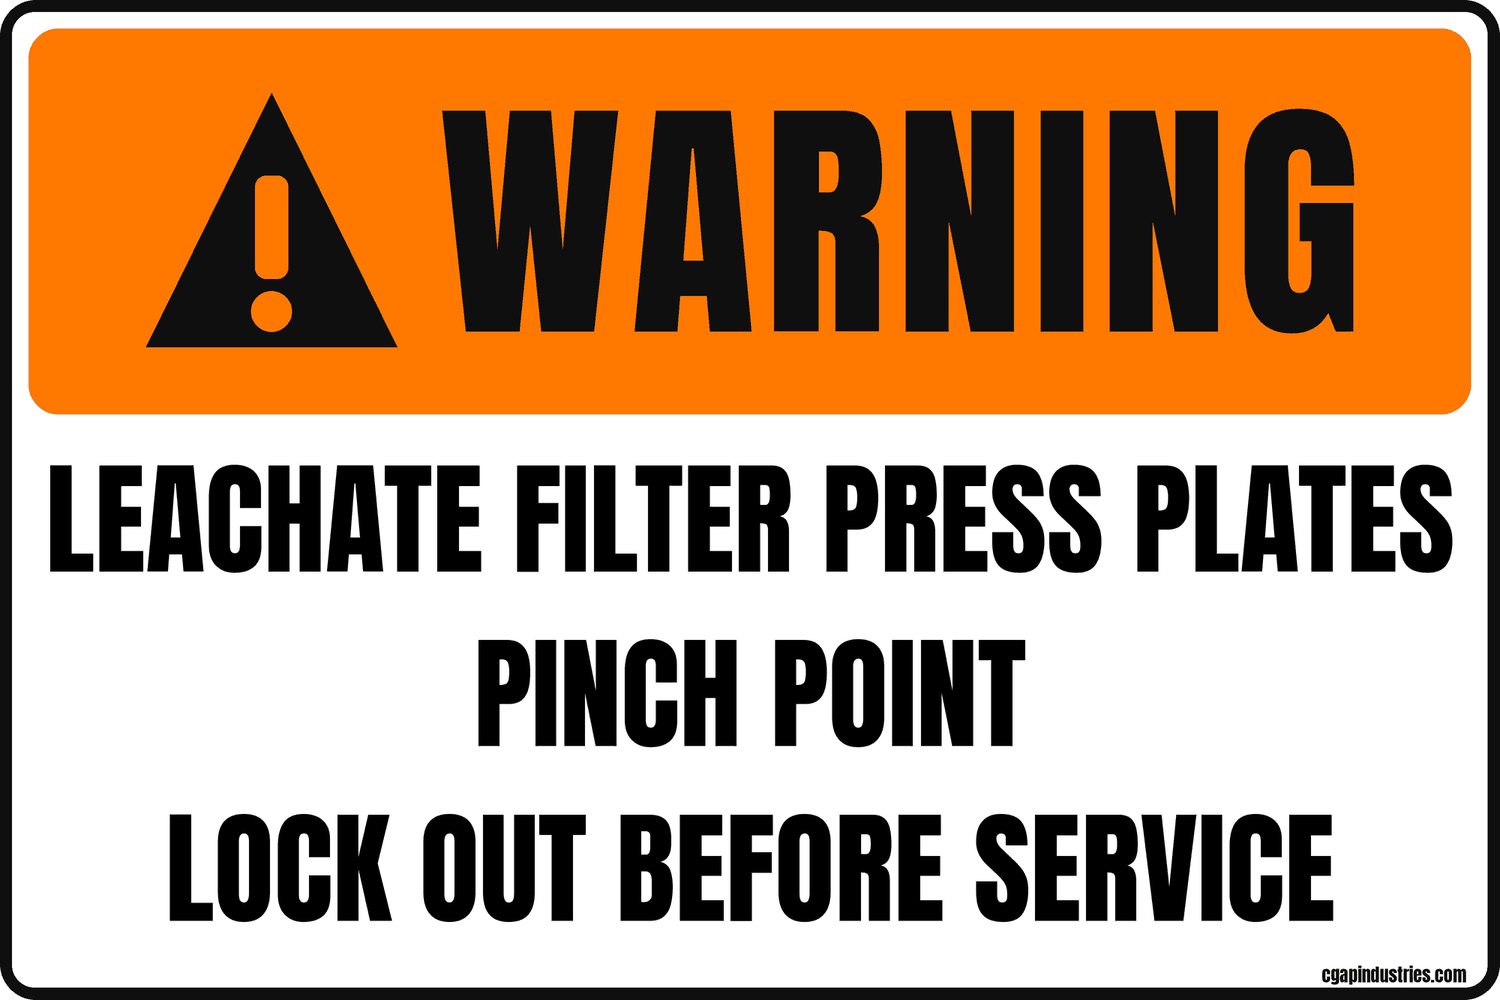 WARNING
LEACHATE FILTER PRESS PLATES
PINCH POINT
LOCK OUT BEFORE SERVICE
cgapindustries.com